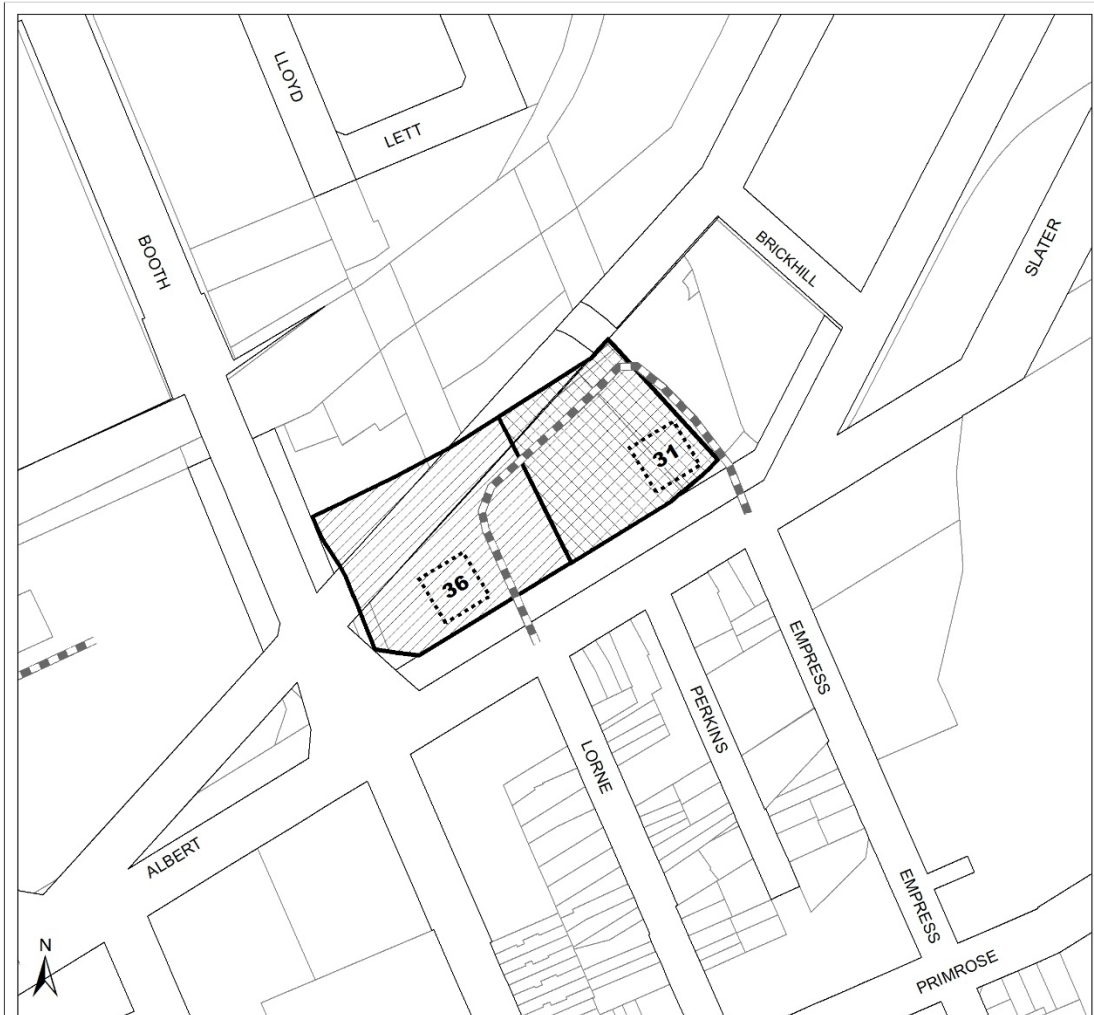 LLOYD
LETT
BOOTH
BRICKHILL
SLATER
31
36
EMPRESS
PERKINS
LORNE
ALBERT
EMPRESS
PRIMROSE
N